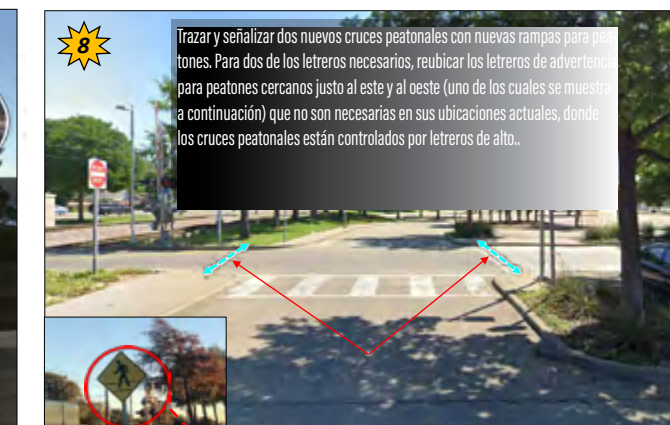 8
Trazar y señalizar dos nuevos cruces peatonales con nuevas rampas para pea-
tones. Para dos de los letreros necesarios, reubicar los letreros de advertencia
para peatones cercanos justo al este y al oeste (uno de los cuales se muestra
a continuación) que no son necesarias en sus ubicaciones actuales, donde
los cruces peatonales están controlados por letreros de alto..